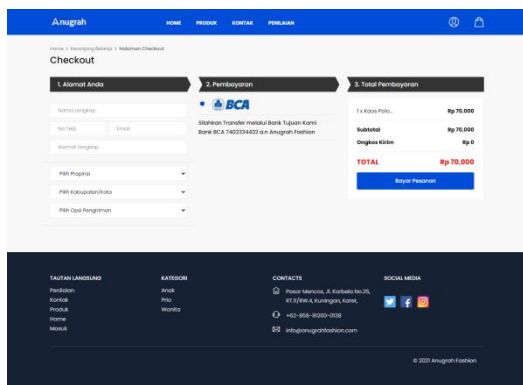 Anugrah
HOME PRODUK KONTAK PENILAIAN
Home > Keranjang Belanja > Halaman Checkout
Checkout
1. Alamat Anda
Nama Lengkap
No Telp
Email
Alamat Lengkap
Pilih Propinsi
Pilih Kabupaten/Kota
Pilih Opsi Pengiriman
2. Pembayaran
BCA
Silahkan Transfer melalui Bank Tujuan Kami
Bank BCA 7402334432 a.n Anugrah Fashion
3. Total Pembayaran
1 x Kaos Polo... Rp 70,000
Subtotal Rp 70,000
Ongkos Kirim Rp 0
TOTAL Rp 70,000
Bayar Pesanan
TAUTAN LANGSUNG
Penilaian
Kontak
Produk
Home
Masuk
KATEGORI
Anak
Pria
Wanita
CONTACTS
Pasar Mencos, Jl. Karbela No.25,
RT.11/RW.4, Kuningan, Karet,
+62-858-18200-0138
info@anugrahfashion.com
SOCIAL MEDIA
© 2021 Anugrah Fashion